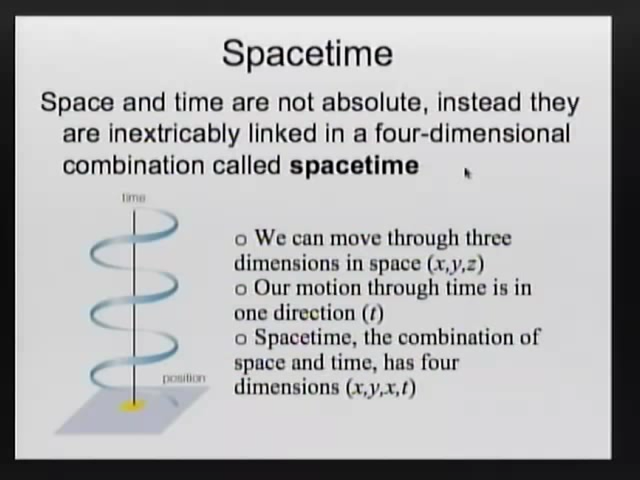 Spacetime
Space and time are not absolute, instead they
are inextricably linked in a four-dimensional
combination called spacetime
time
position
o We can move through three
dimensions in space (x,y,z)
o Our motion through time is in
one direction (t)
o Spacetime, the combination of
space and time, has four
dimensions (x,y,x,t)